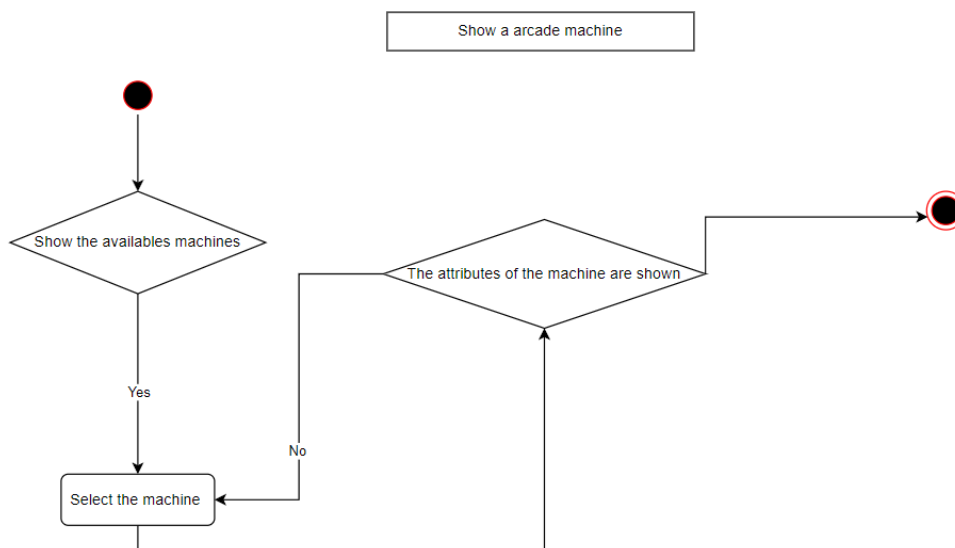 Show a arcade machine
Show the availables machines
The attributes of the machine are shown
Yes
No
Select the machine